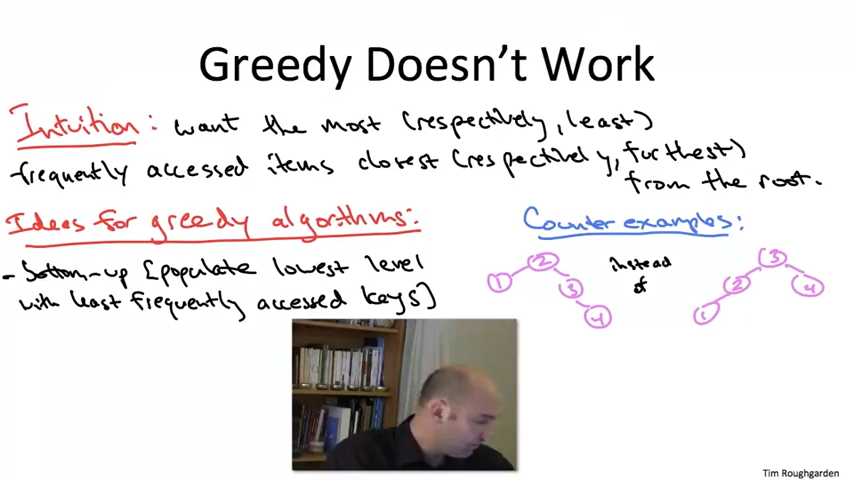 Greedy Doesn't Work
Intuition: want the most (respectively, least)
frequently accessed items closest (respectively, furthest)
from the root.
Ideas for greedy algorithms:
- bottom-up [populate lowest level
with least frequently accessed keys]
Counterexamples:
1 2 3 4
instead
of
1 2 3 4
Tim Roughgarden